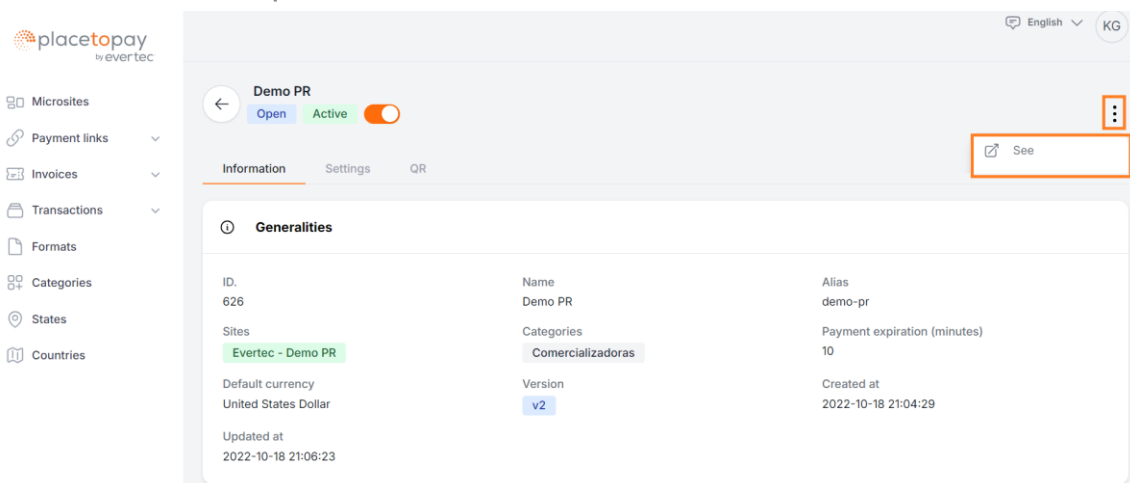 placetopay
by evertec
English
KG
Microsites
Payment links
Invoices
Transactions
Formats
Categories
States
Countries
Demo PR
Open Active
See
Information Settings QR
Generalities
ID. Name Alias
626 Demo PR demo-pr
Sites Categories Payment expiration (minutes)
Evertec - Demo PR Comercializadoras 10
Default currency Version Created at
United States Dollar v2 2022-10-18 21:04:29
Updated at
2022-10-18 21:06:23